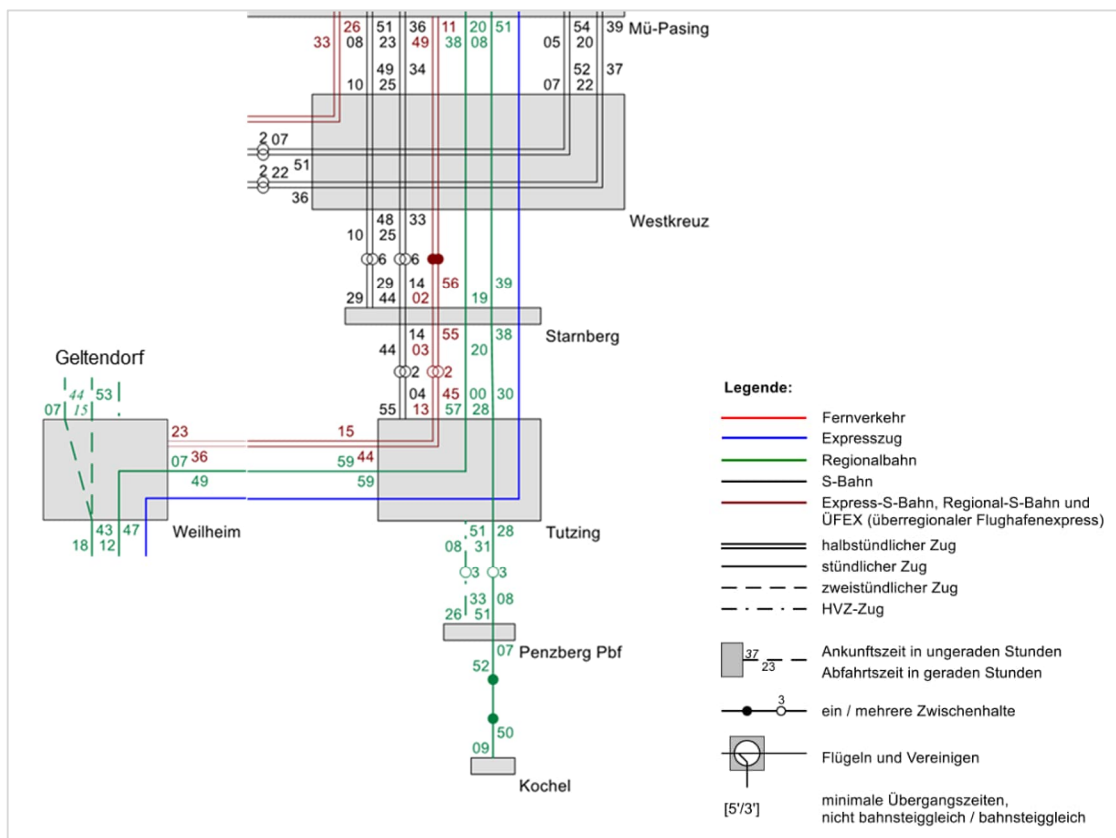 26 51 36 11 20 51 54 39 Mü-Pasing
33 08 23 49 38 08 05 20
49 34 52 37
10 25 07 22
2 07
51
2 22
36
Westkreuz
48 33
10 25
6 6
29 14 56 39
29 44 02 19
Starnberg
14 55 38
44 03 20
2 2
04 45 00 30
55 13 57 28
Geltendorf
44 53
07 15
23 15
36 44
07 59
49 59
43 47 Weilheim
18 12
Tutzing
51 28
08 31
3 3
33 08
26 51
Penzberg Pbf
07
52
50
09
Kochel
Legende:
Fernverkehr
Expresszug
Regionalbahn
S-Bahn
Express-S-Bahn, Regional-S-Bahn und
ÜFEX (überregionaler Flughafenexpress)
halbstündlicher Zug
stündlicher Zug
zweistündlicher Zug
HVZ-Zug
37 Ankunftszeit in ungeraden Stunden
23 Abfahrtszeit in geraden Stunden
3
ein / mehrere Zwischenhalte
Flügeln und Vereinigen
[5'/3'] minimale Übergangszeiten,
nicht bahnsteiggleich / bahnsteiggleich